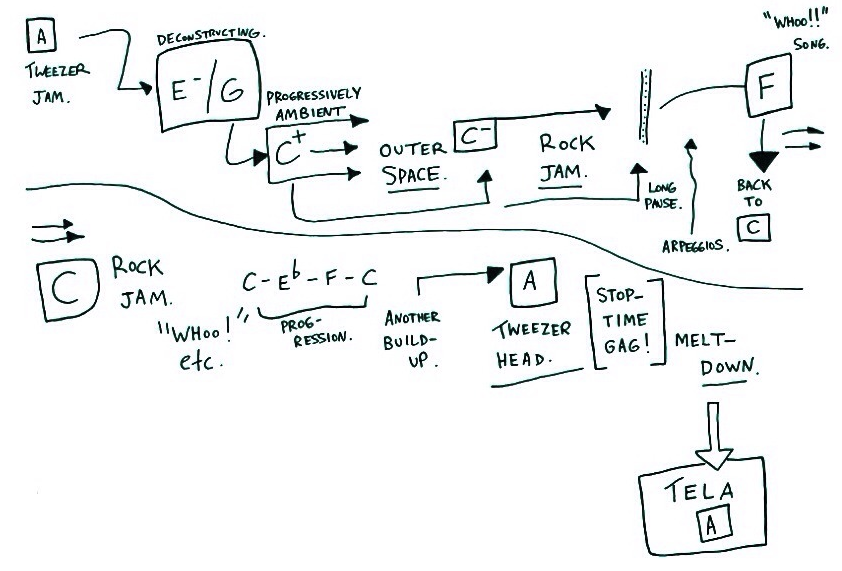 A
TWEEZER
JAM.
DECONSTRUCTING.
E-/G
PROGRESSIVELY
AMBIENT
C+
OUTER
SPACE.
C-
ROCK
JAM.
LONG
PAUSE.
ARPEGGIOS.
"WHOO!!"
SONG.
F
BACK
TO
C
C
ROCK
JAM.
"WHOO!"
etc.
C-Eb-F-C
PROG-
RESSION.
ANOTHER
BUILD-
UP.
A
TWEEZER
HEAD.
STOP-
TIME
GAG!
MELT-
DOWN.
TELA
A